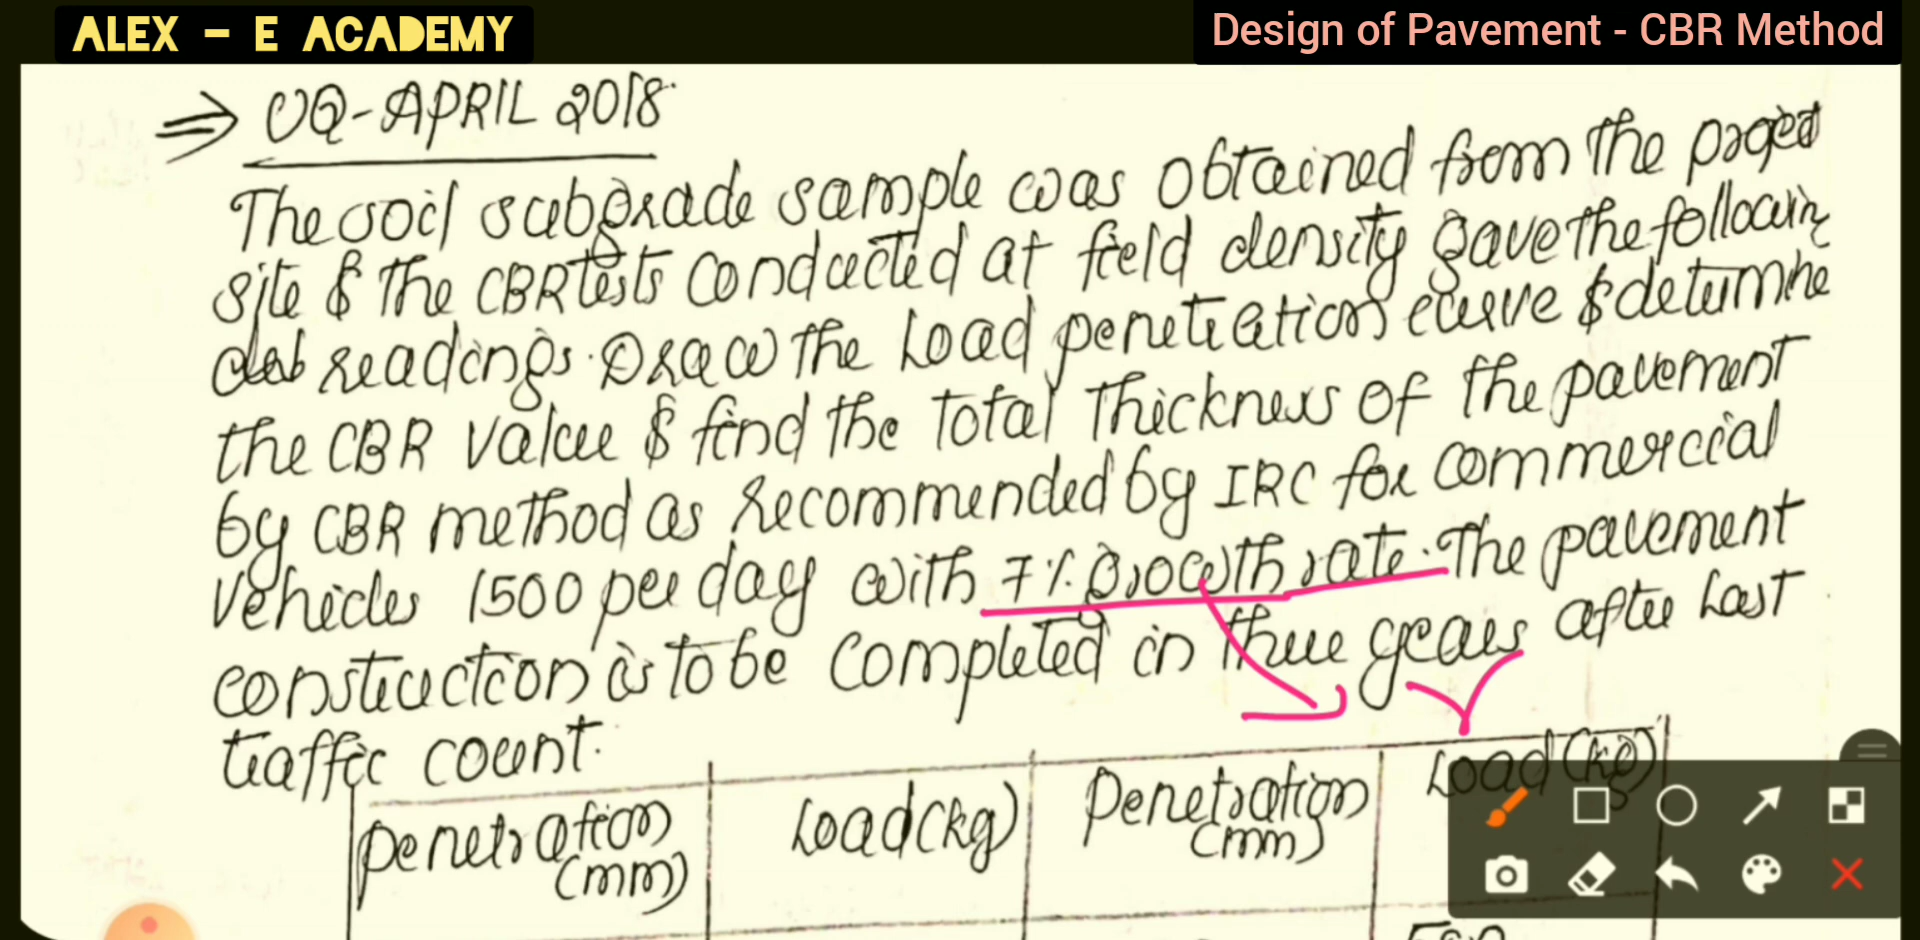 ALEX - E ACADEMY
Design of Pavement - CBR Method
⇒ UQ-APRIL 2018.
The soil subgrade sample was obtained from the project
site & the CBR tests conducted at field density gave the following
readings. Draw the Load penetration curve & determine
the CBR value & find the total thickness of the pavement
by CBR method as recommended by IRC for commercial
vehicles 1500 per day with 7% growth rate. The pavement
construction is to be completed in three years after last
traffic count.
Penetration (mm) Load (kg) Penetration (mm) Load (kg)